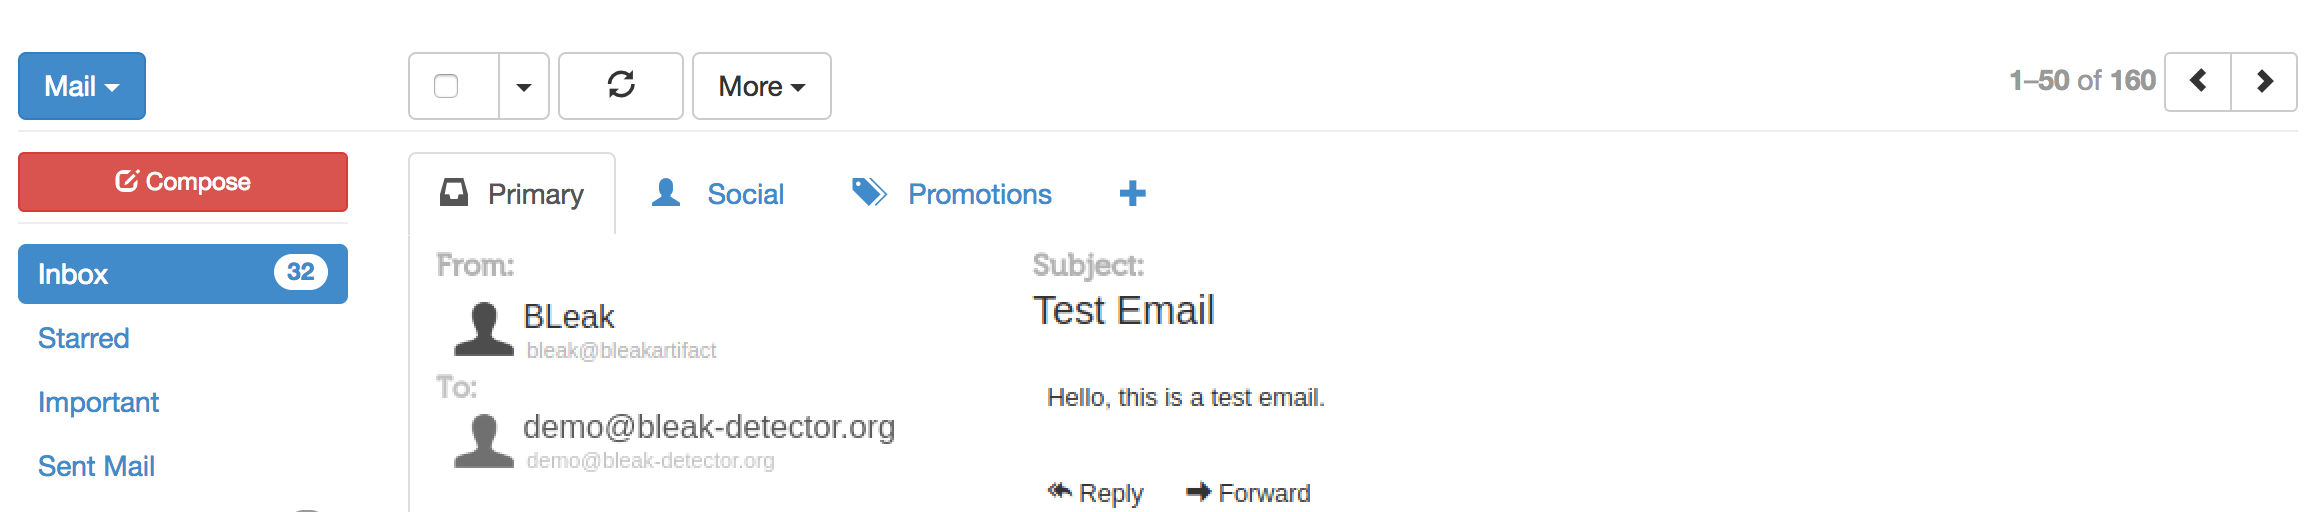 Mail
More
1–50 of 160
Compose
Primary
Social
Promotions
Inbox 32
Starred
Important
Sent Mail
From:
BLeak
bleak@bleakartifact
To:
demo@bleak-detector.org
demo@bleak-detector.org
Subject:
Test Email
Hello, this is a test email.
Reply
Forward